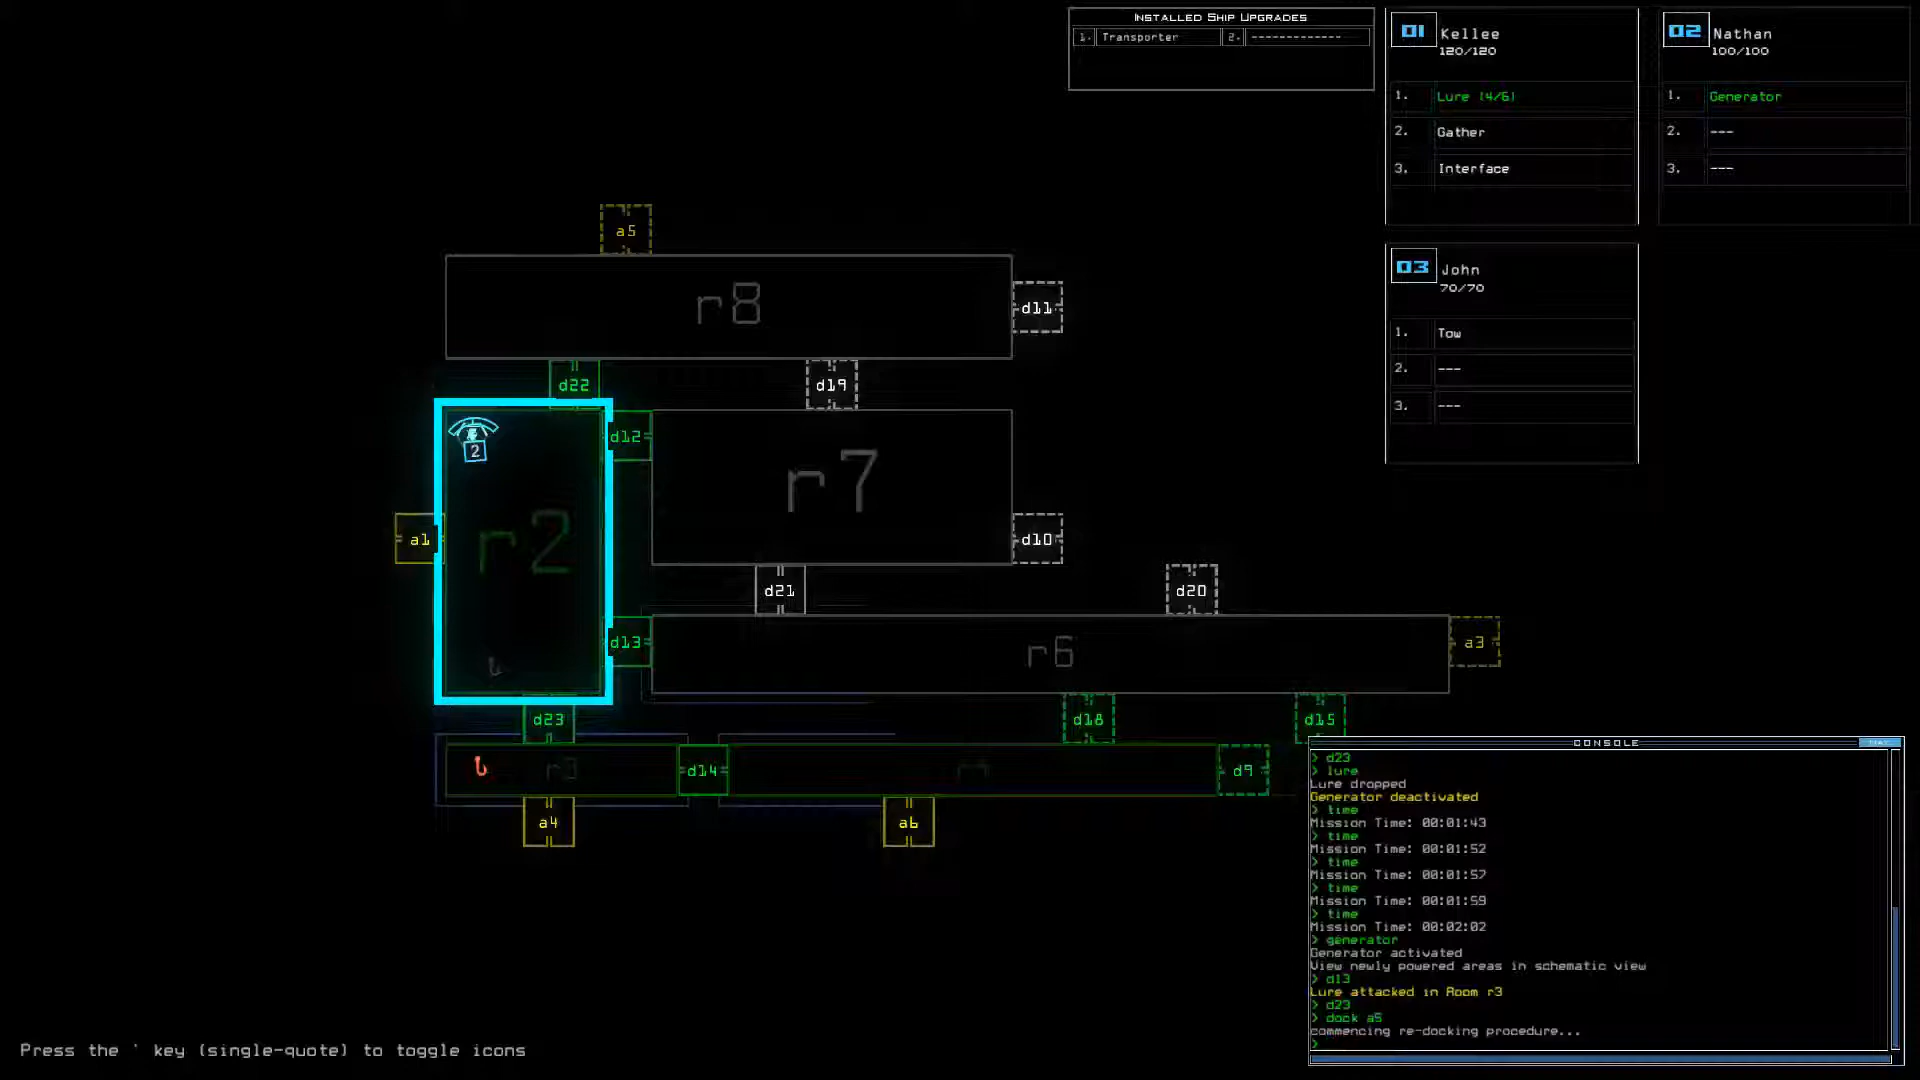 INSTALLED SHIP UPGRADES
1. Transporter 2. -------------
01 Kellee
120/120
1. Lure (4/6)
2. Gather
3. Interface
02 Nathan
100/100
1. Generator
2. ---
3. ---
03 John
70/70
1. Tow
2. ---
3. ---
a5
r8
d11
d22
d19
2
d12
r7
a1
r2
d10
d21
d20
d13
r6
a3
d23
d18
d15
r3
d14
d9
a4
a6
CONSOLE
> d23
> lure
Lure dropped
Generator deactivated
> time
Mission Time: 00:01:43
> time
Mission Time: 00:01:52
> time
Mission Time: 00:01:57
> time
Mission Time: 00:01:59
> time
Mission Time: 00:02:02
> generator
Generator activated
View newly powered areas in schematic view
> d13
Lure attacked in Room r3
> d23
> dock a5
commencing re-docking procedure...
>
Press the ` key (single-quote) to toggle icons